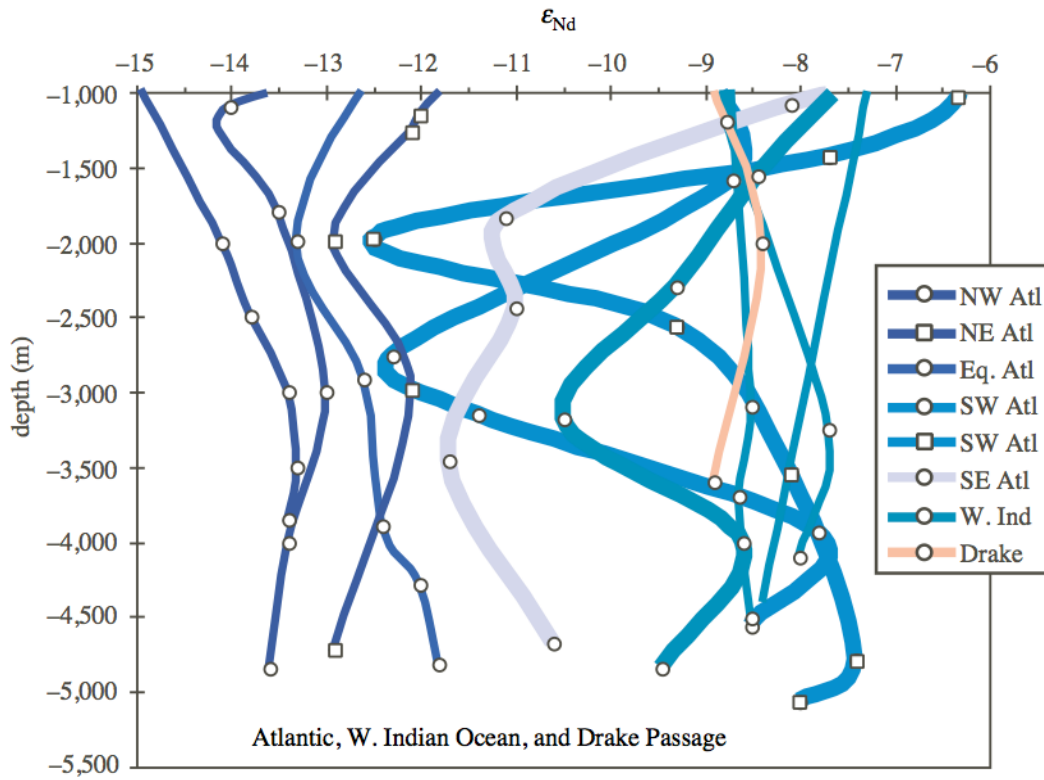 εNd
−15 −14 −13 −12 −11 −10 −9 −8 −7 −6
−1,000
−1,500
−2,000
−2,500
−3,000
−3,500
−4,000
−4,500
−5,000
−5,500
depth (m)
NW Atl
NE Atl
Eq. Atl
SW Atl
SW Atl
SE Atl
W. Ind
Drake
Atlantic, W. Indian Ocean, and Drake Passage